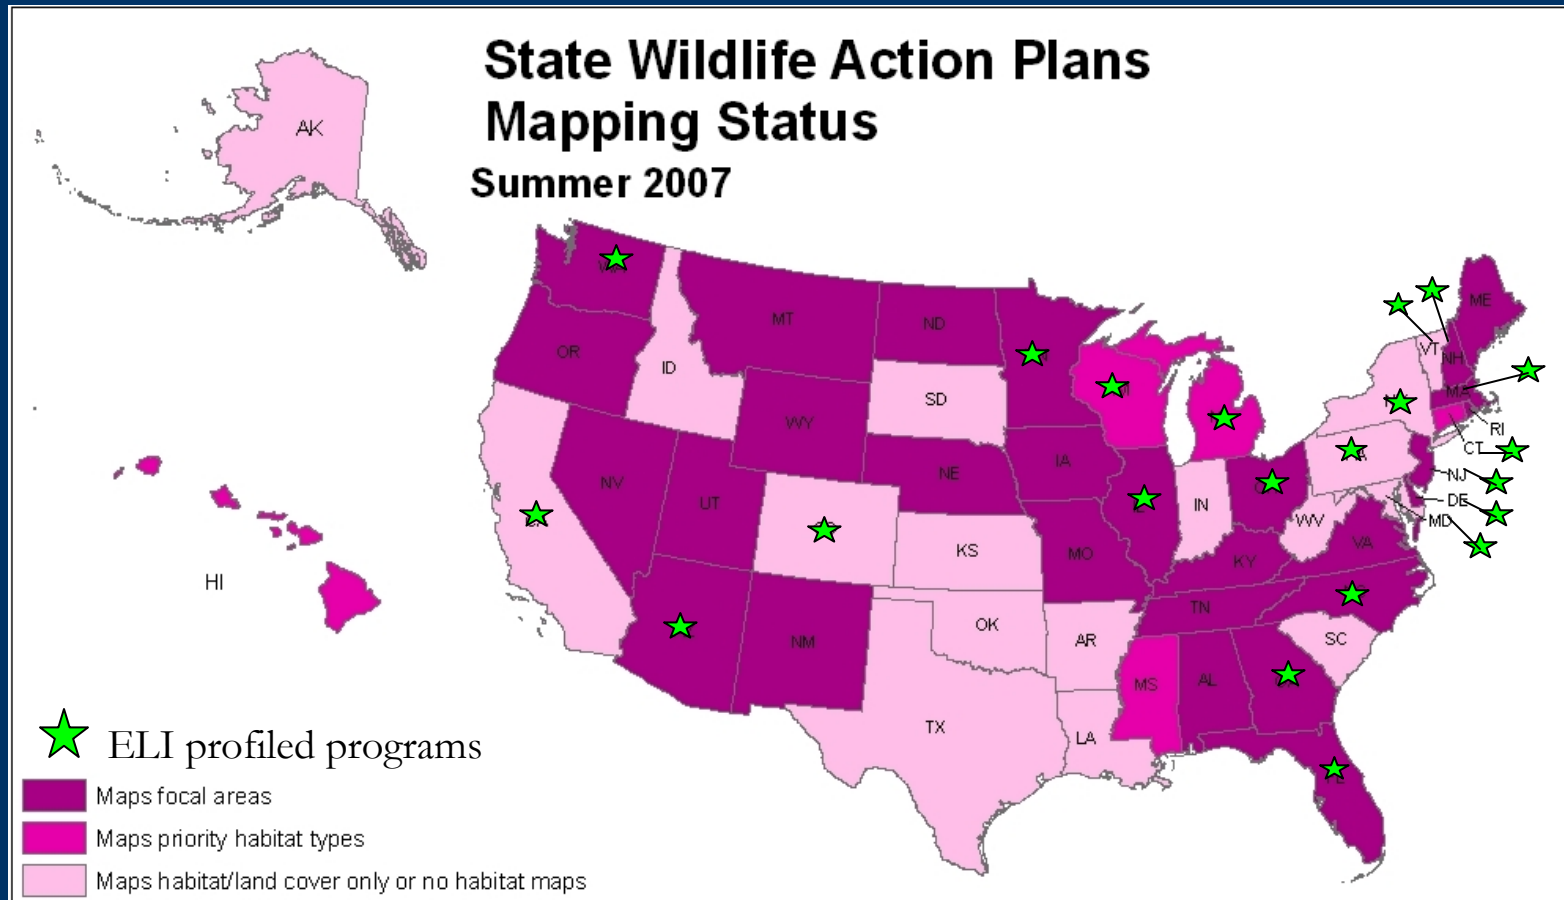 State Wildlife Action Plans
Mapping Status
Summer 2007
AK
ME
VT
NH
MT
ND
OR
ID
MA
SD
WY
RI
CT
IA
NE
NV
NJ
UT
DE
IN
WV
MD
VA
KS
MO
KY
TN
OK
NM
AR
SC
HI
MS
AL
TX
LA
ELI profiled programs
Maps focal areas
Maps priority habitat types
Maps habitat/land cover only or no habitat maps